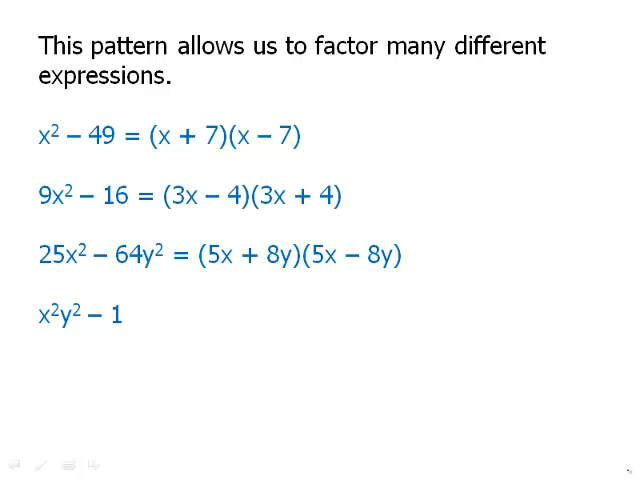 This pattern allows us to factor many different
expressions.
x² – 49 = (x + 7)(x – 7)
9x² – 16 = (3x – 4)(3x + 4)
25x² – 64y² = (5x + 8y)(5x – 8y)
x²y² – 1